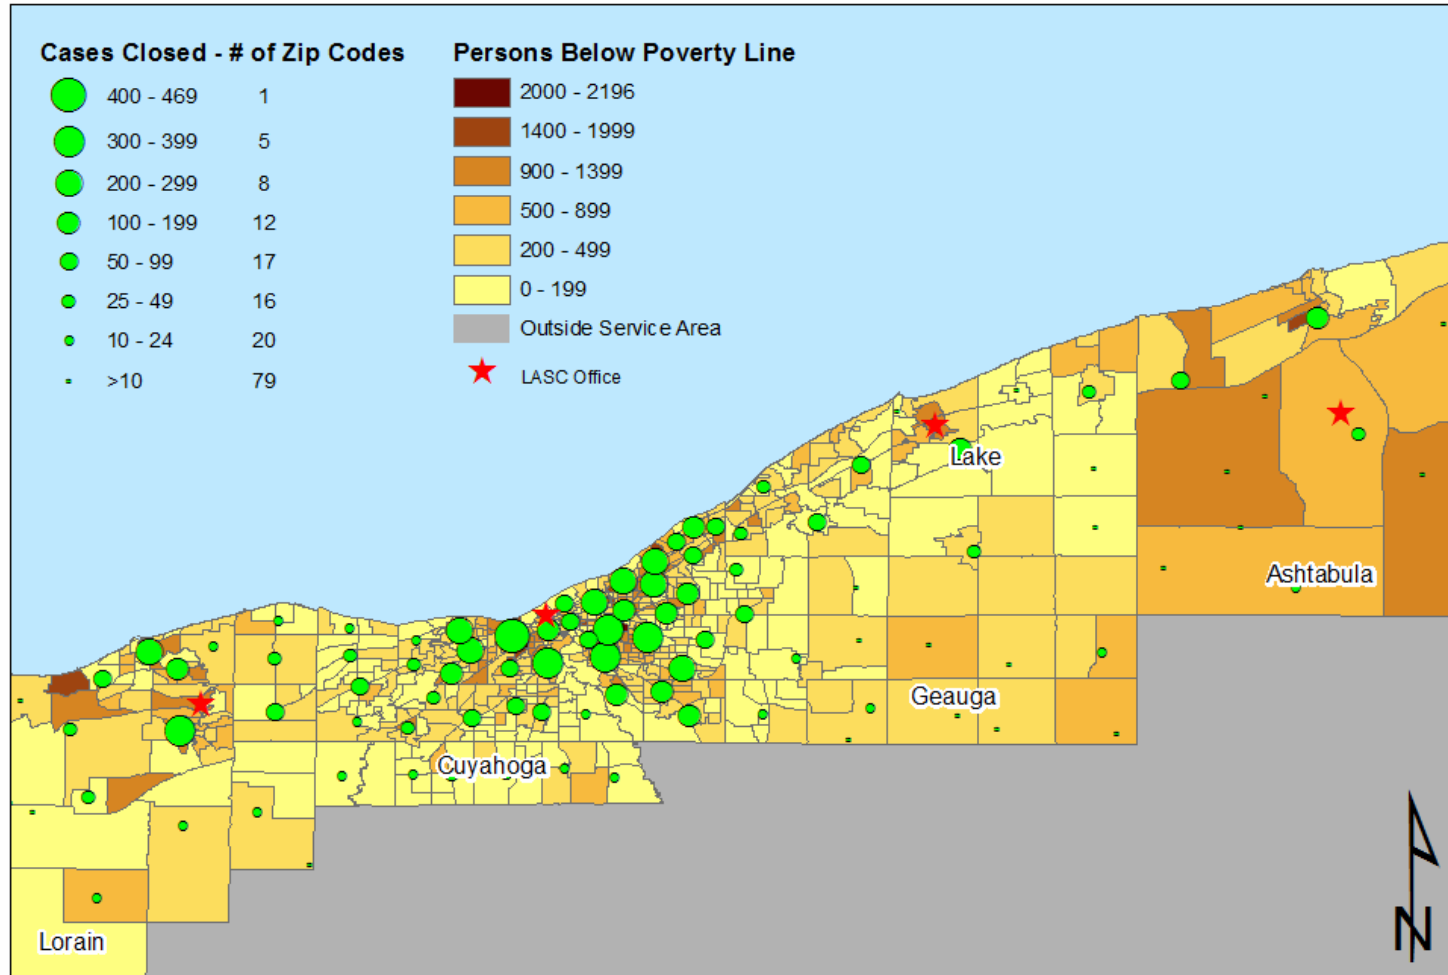 Cases Closed - # of Zip Codes
400 - 469 1
300 - 399 5
200 - 299 8
100 - 199 12
50 - 99 17
25 - 49 16
10 - 24 20
>10 79
Persons Below Poverty Line
2000 - 2196
1400 - 1999
900 - 1399
500 - 899
200 - 499
0 - 199
Outside Service Area
LASC Office
Lake
Ashtabula
Geauga
Cuyahoga
Lorain
N